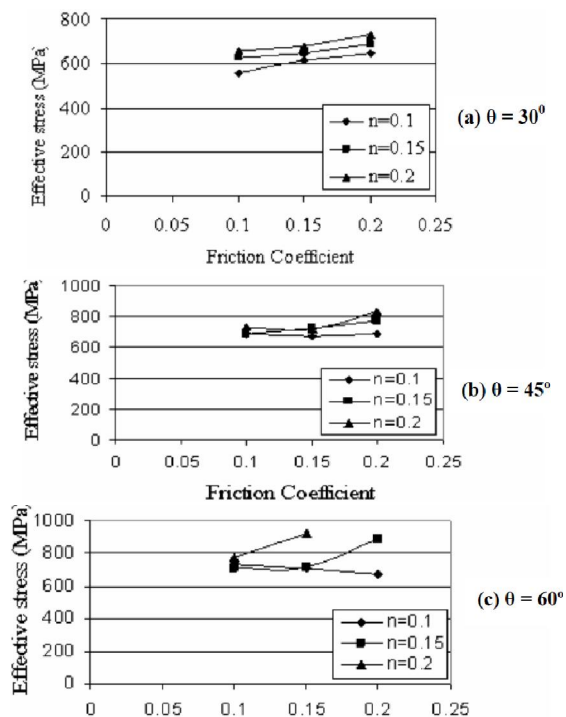 Effective stress (MPa)
800
600
400
200
0
n=0.1
n=0.15
n=0.2
0 0.05 0.1 0.15 0.2 0.25
Friction Coefficient
(a) θ = 30⁰
Effective stress (MPa)
1000
800
600
400
200
0
n=0.1
n=0.15
n=0.2
0 0.05 0.1 0.15 0.2 0.25
Friction Coefficient
(b) θ = 45º
Effective stress (MPa)
1000
800
600
400
200
0
n=0.1
n=0.15
n=0.2
0 0.05 0.1 0.15 0.2 0.25
(c) θ = 60º